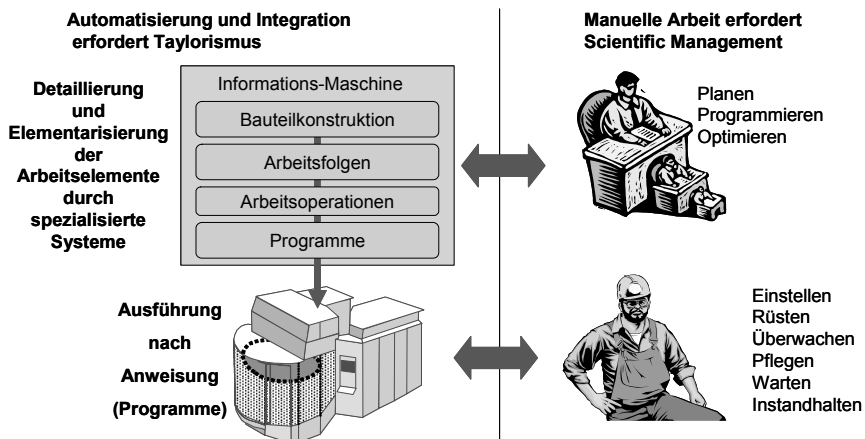 Automatisierung und Integration
erfordert Taylorismus
Manuelle Arbeit erfordert
Scientific Management
Detaillierung
und
Elementarisierung
der
Arbeitselemente
durch
spezialisierte
Systeme
Informations-Maschine
Bauteilkonstruktion
Arbeitsfolgen
Arbeitsoperationen
Programme
Planen
Programmieren
Optimieren
Ausführung
nach
Anweisung
(Programme)
Einstellen
Rüsten
Überwachen
Pflegen
Warten
Instandhalten